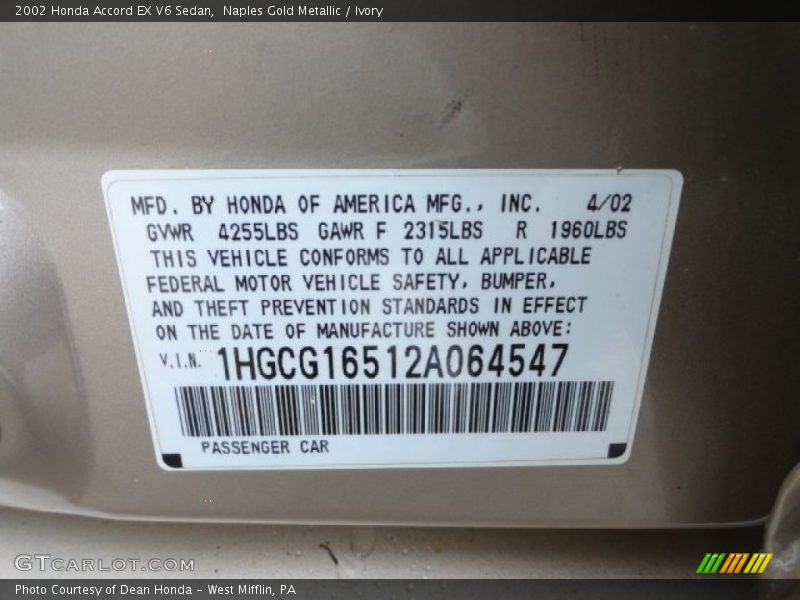 2002 Honda Accord EX V6 Sedan,  Naples Gold Metallic / Ivory
MFD. BY HONDA OF AMERICA MFG., INC. 4/02
GVWR 4255LBS GAWR F 2315LBS R 1960LBS
THIS VEHICLE CONFORMS TO ALL APPLICABLE
FEDERAL MOTOR VEHICLE SAFETY, BUMPER,
AND THEFT PREVENTION STANDARDS IN EFFECT
ON THE DATE OF MANUFACTURE SHOWN ABOVE:
V.I.N. 1HGCG16512A064547
PASSENGER CAR
GTCARLOT.COM
Photo Courtesy of Dean Honda - West Mifflin, PA